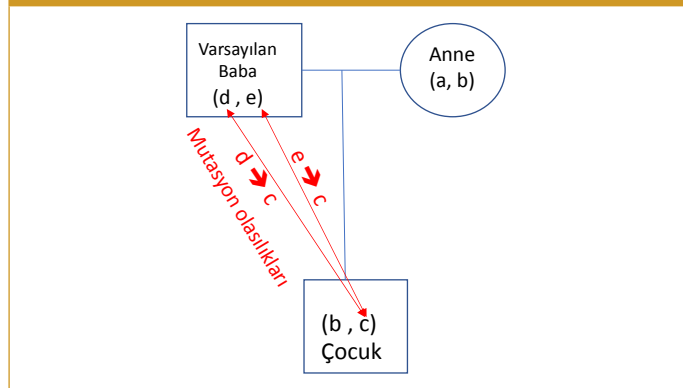 Varsayılan
Baba
(d , e)
Anne
(a, b)
Mutasyon olasılıkları
d ➔ c
e ➔ c
(b , c)
Çocuk